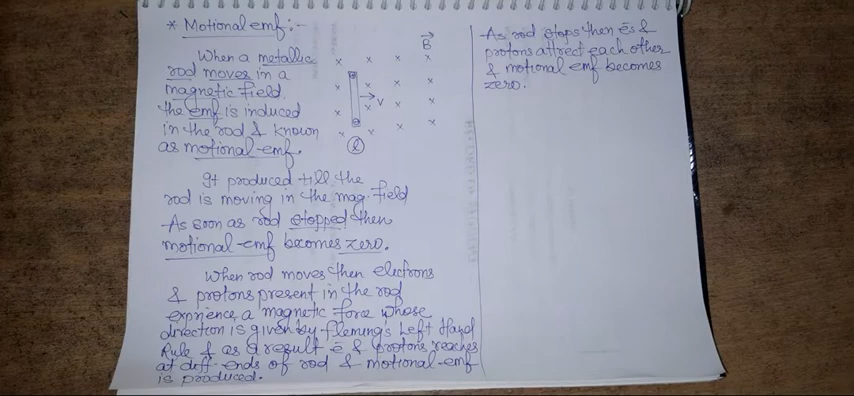 * Motional emf :-
When a metallic
rod moves in a
magnetic field.
the emf is induced
in the rod & known
as motional-emf.
B
v
l
It produced till the
rod is moving in the mag. field
As soon as rod stopped then
motional-emf becomes zero.
When rod moves then electrons
& protons present in the rod
exprience a magnetic force whose
direction is given by Fleming's Left Hand
Rule & as a result ē & protons reaches
at diff. ends of rod & motional-emf
is produced.
As rod stops then ēs &
protons attrect each other
& motional emf becomes
zero.